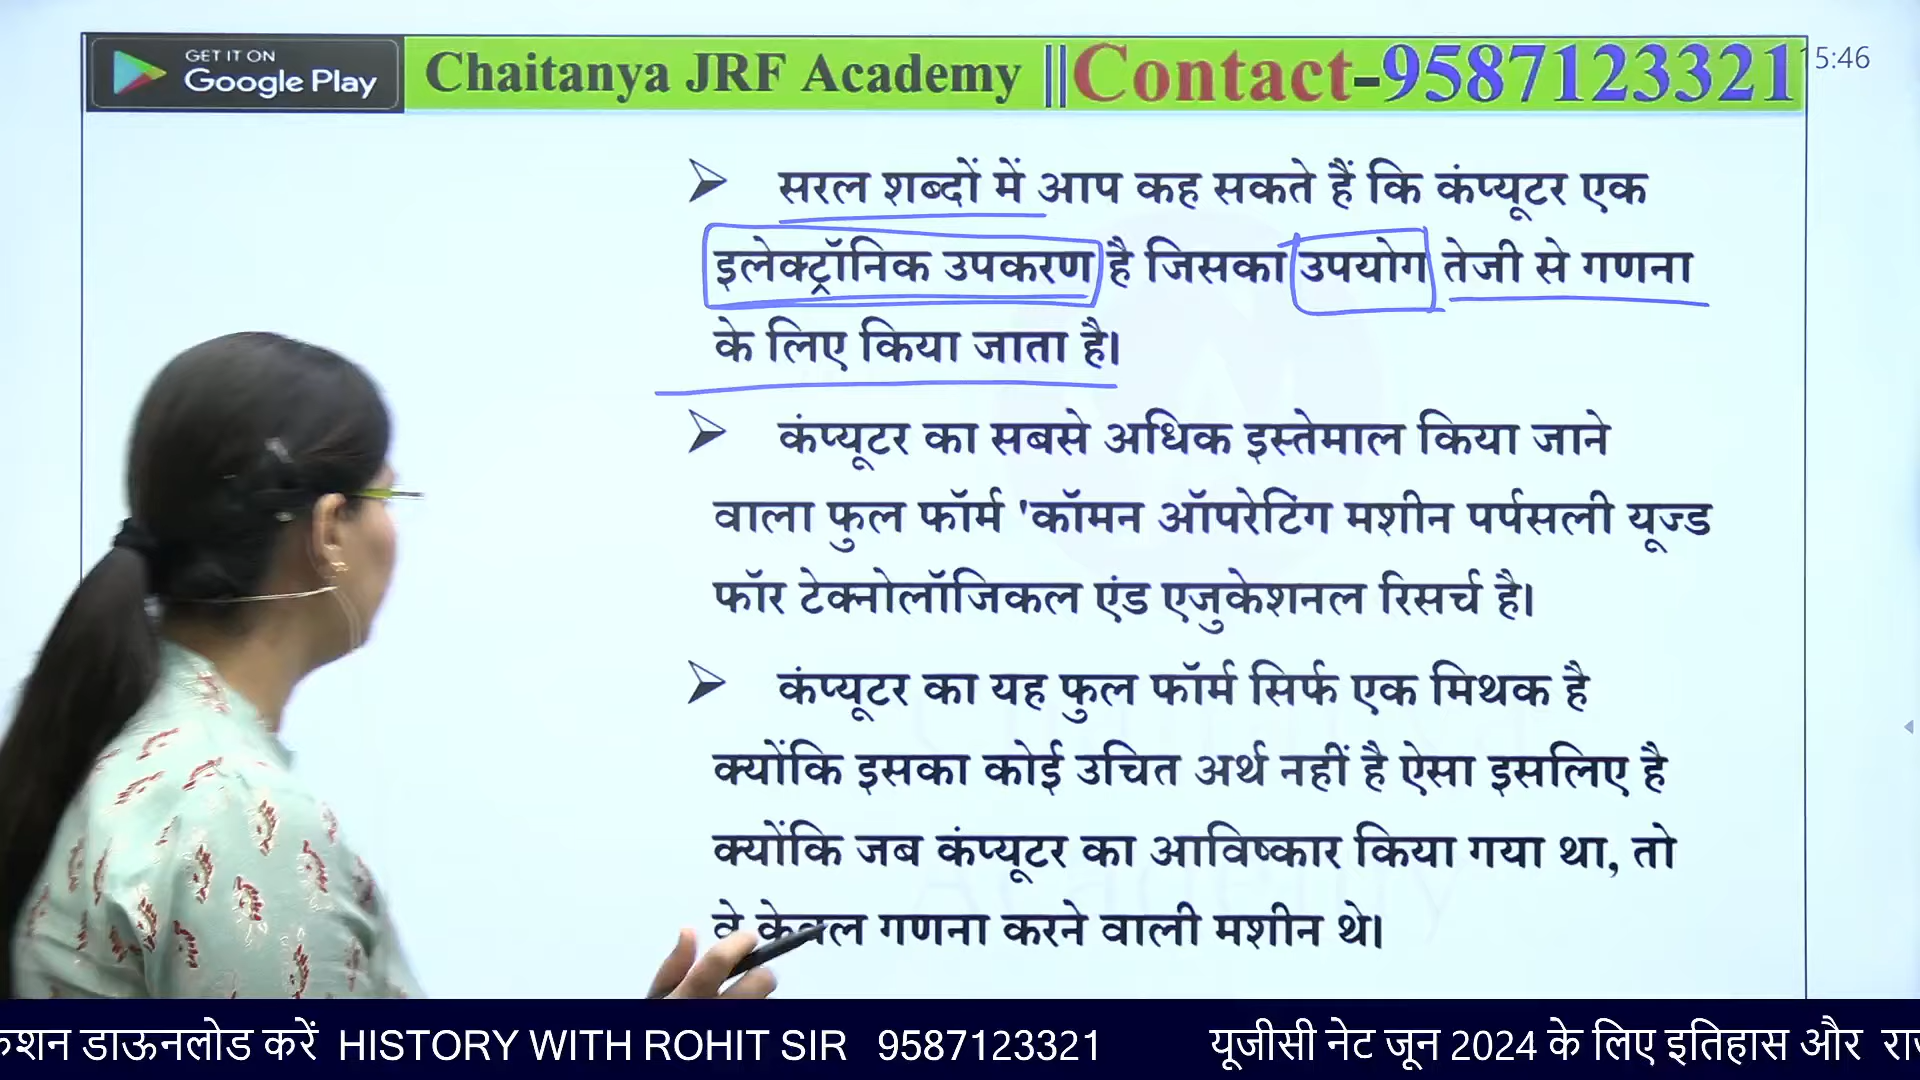 GET IT ON
Google Play
Chaitanya JRF Academy ||Contact-9587123321
15:46
सरल शब्दों में आप कह सकते हैं कि कंप्यूटर एक
इलेक्ट्रॉनिक उपकरण है जिसका उपयोग तेजी से गणना
के लिए किया जाता है।
कंप्यूटर का सबसे अधिक इस्तेमाल किया जाने
वाला फुल फॉर्म 'कॉमन ऑपरेटिंग मशीन पर्पसली यूज्ड
फॉर टेक्नोलॉजिकल एंड एजुकेशनल रिसर्च है।
कंप्यूटर का यह फुल फॉर्म सिर्फ एक मिथक है
क्योंकि इसका कोई उचित अर्थ नहीं है ऐसा इसलिए है
क्योंकि जब कंप्यूटर का आविष्कार किया गया था, तो
वे केवल गणना करने वाली मशीन थे।
केशन डाऊनलोड करें HISTORY WITH ROHIT SIR 9587123321 यूजीसी नेट जून 2024 के लिए इतिहास और